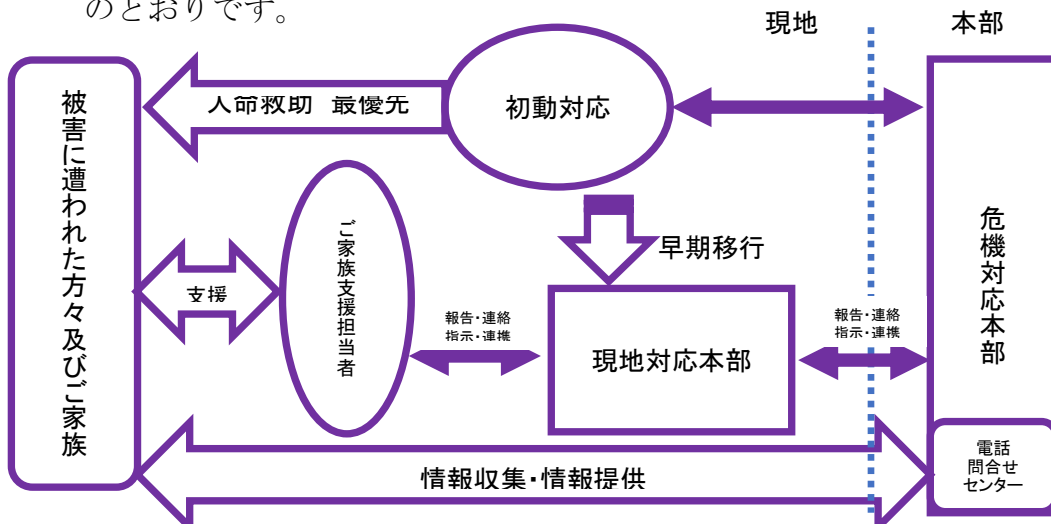 のとおりです。
現地
本部
被害に遭われた方々及びご家族
人命救助 最優先
初動対応
早期移行
ご家族支援担当者
支援
報告・連絡
指示・連携
現地対応本部
報告・連絡
指示・連携
危機対応本部
情報収集・情報提供
電話
問合せ
センター